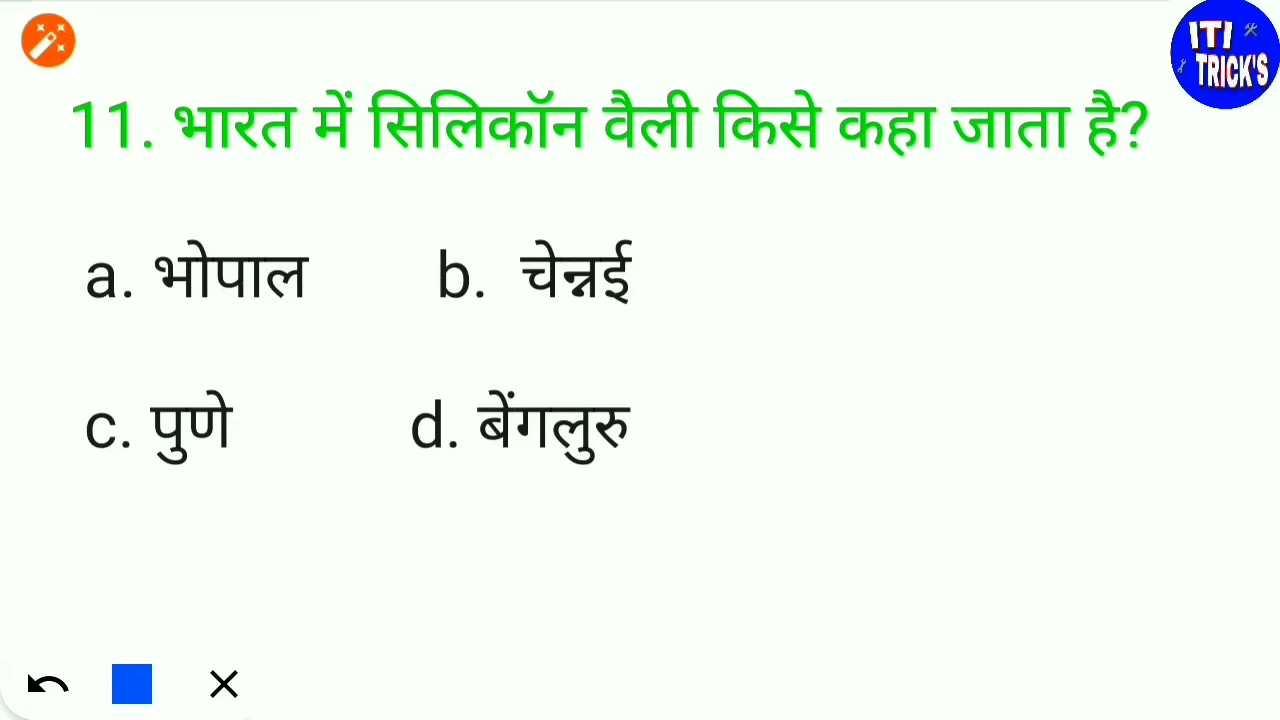 ITI
TRICK'S
11. भारत में सिलिकॉन वैली किसे कहा जाता है?
a. भोपाल b. चेन्नई
c. पुणे d. बेंगलुरु